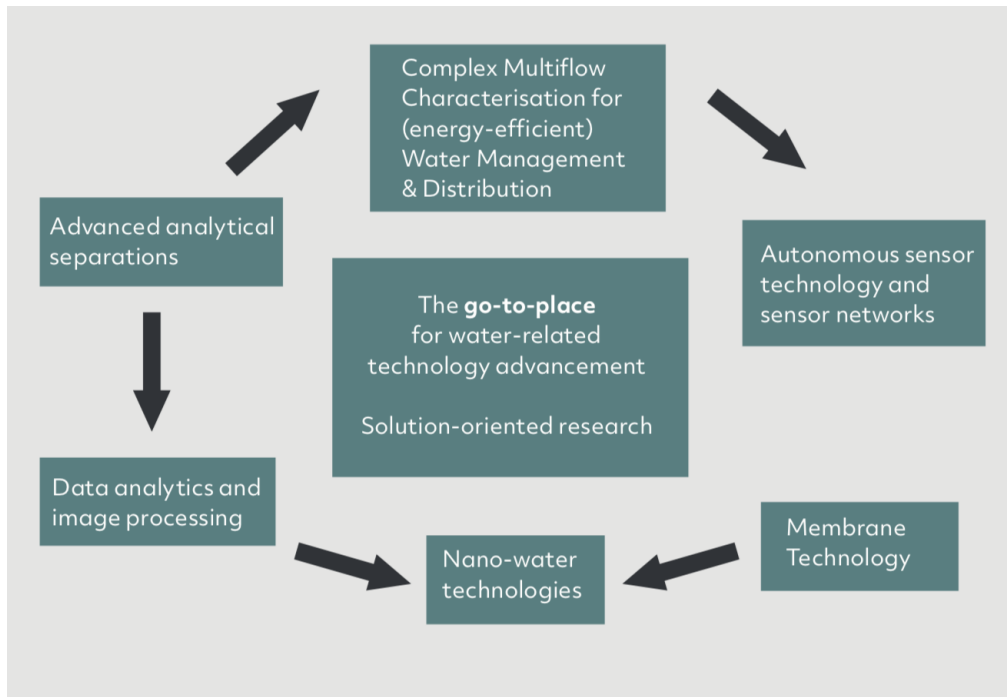 Complex Multiflow
Characterisation for
(energy-efficient)
Water Management
& Distribution
Advanced analytical
separations
Autonomous sensor
technology and
sensor networks
The go-to-place
for water-related
technology advancement
Solution-oriented research
Data analytics and
image processing
Membrane
Technology
Nano-water
technologies